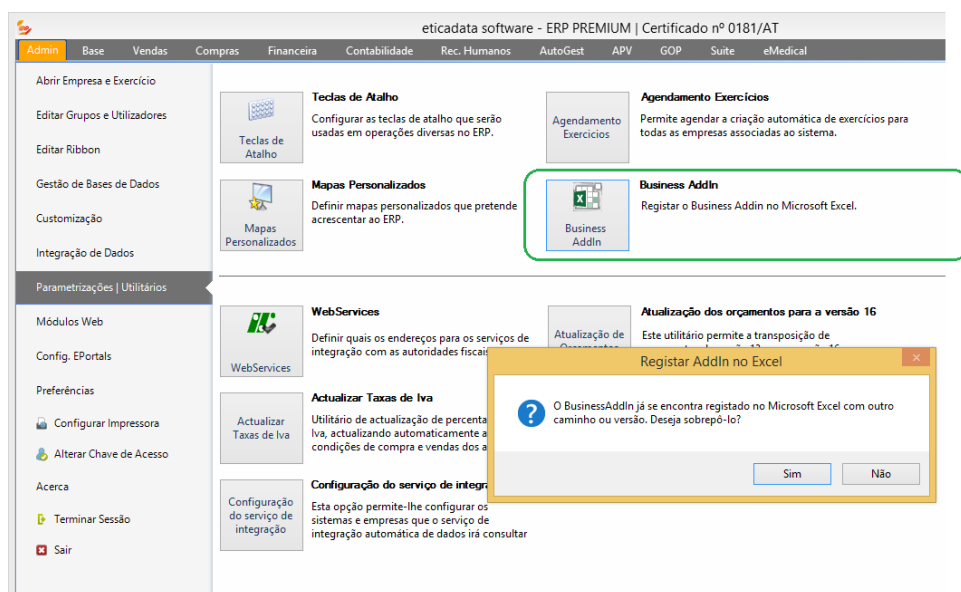 eticadata software - ERP PREMIUM | Certificado nº 0181/AT
Admin Base Vendas Compras Financeira Contabilidade Rec. Humanos AutoGest APV GOP Suite eMedical
Abrir Empresa e Exercício
Editar Grupos e Utilizadores
Editar Ribbon
Gestão de Bases de Dados
Customização
Integração de Dados
Parametrizações | Utilitários
Módulos Web
Config. EPortals
Preferências
Configurar Impressora
Alterar Chave de Acesso
Acerca
Terminar Sessão
Sair
Teclas de
Atalho
Teclas de Atalho
Configurar as teclas de atalho que serão
usadas em operações diversas no ERP.
Agendamento
Exercicios
Agendamento Exercícios
Permite agendar a criação automática de exercícios para
todas as empresas associadas ao sistema.
Mapas
Personalizados
Mapas Personalizados
Definir mapas personalizados que pretende
acrescentar ao ERP.
Business
AddIn
Business AddIn
Registar o Business Addin no Microsoft Excel.
WebServices
WebServices
Definir quais os endereços para os serviços de
integração com as autoridades fiscais
Atualização de
Atualização dos orçamentos para a versão 16
Este utilitário permite a transposição de
Actualizar
Taxas de Iva
Actualizar Taxas de Iva
Utilitário de actualização de percenta
Iva, actualizando automaticamente a
condições de compra e vendas dos a
Configuração
do serviço de
integração
Configuração do serviço de integra
Esta opção permite-lhe configurar os
sistemas e empresas que o serviço de
integração automática de dados irá consultar
Registar AddIn no Excel
O BusinessAddIn já se encontra registado no Microsoft Excel com outro
caminho ou versão. Deseja sobrepô-lo?
Sim Não